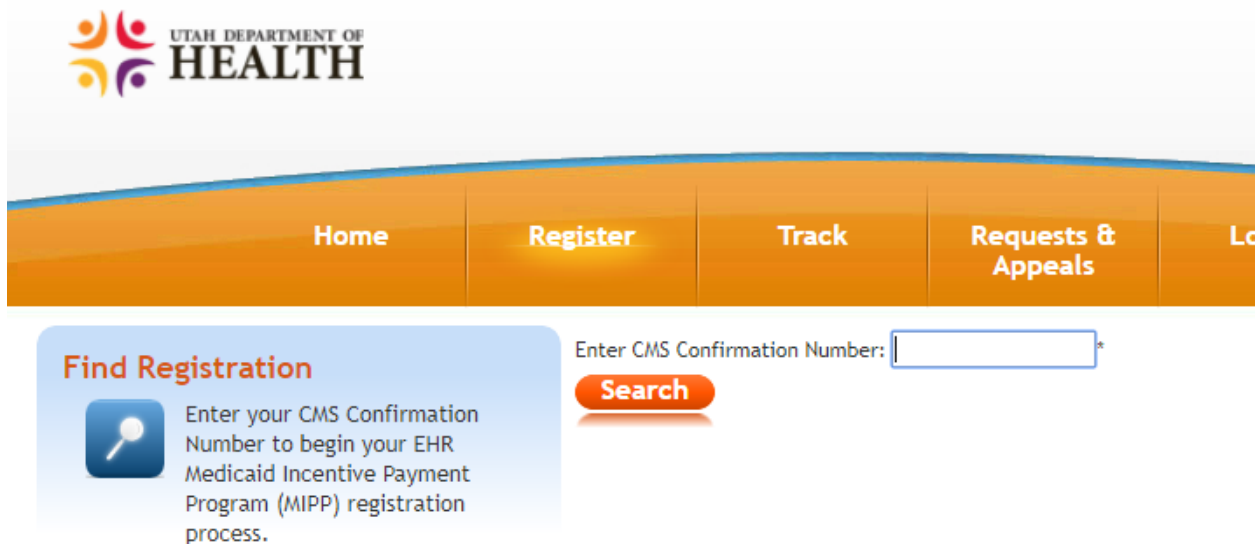 UTAH DEPARTMENT OF
HEALTH
Home
Register
Track
Requests &
Appeals
Find Registration
Enter your CMS Confirmation
Number to begin your EHR
Medicaid Incentive Payment
Program (MIPP) registration
process.
Enter CMS Confirmation Number: *
Search